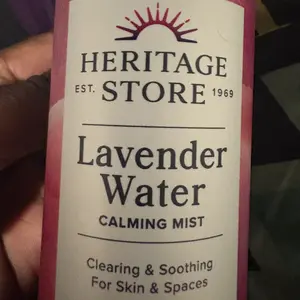 HERITAGE
EST. STORE 1969
Lavender
Water
CALMING MIST
Clearing & Soothing
For Skin & Spaces